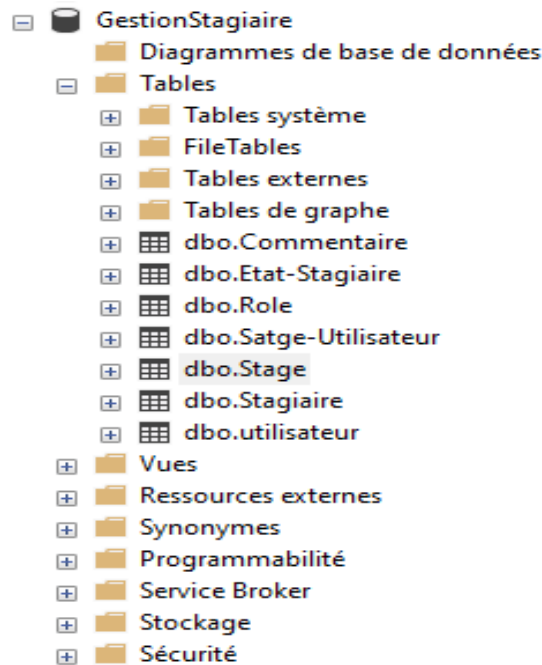 GestionStagiaire
Diagrammes de base de données
Tables
Tables système
FileTables
Tables externes
Tables de graphe
dbo.Commentaire
dbo.Etat-Stagiaire
dbo.Role
dbo.Satge-Utilisateur
dbo.Stage
dbo.Stagiaire
dbo.utilisateur
Vues
Ressources externes
Synonymes
Programmabilité
Service Broker
Stockage
Sécurité